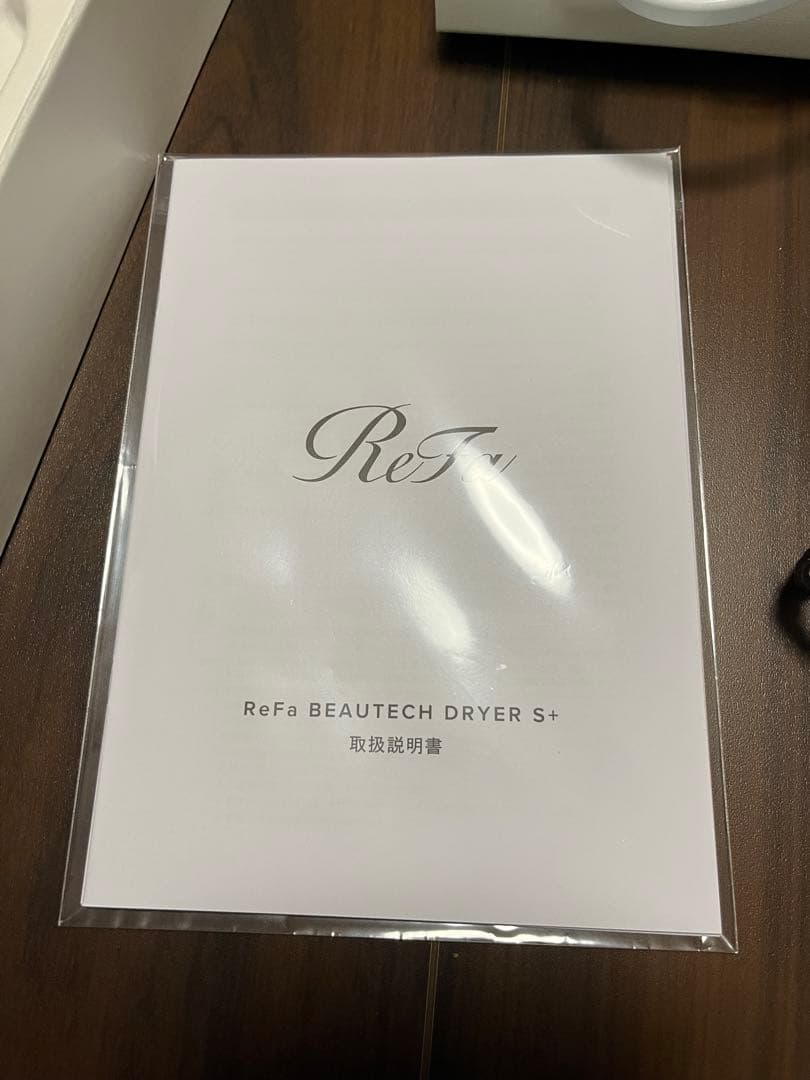 ReFa
ReFa BEAUTECH DRYER S+
取扱説明書